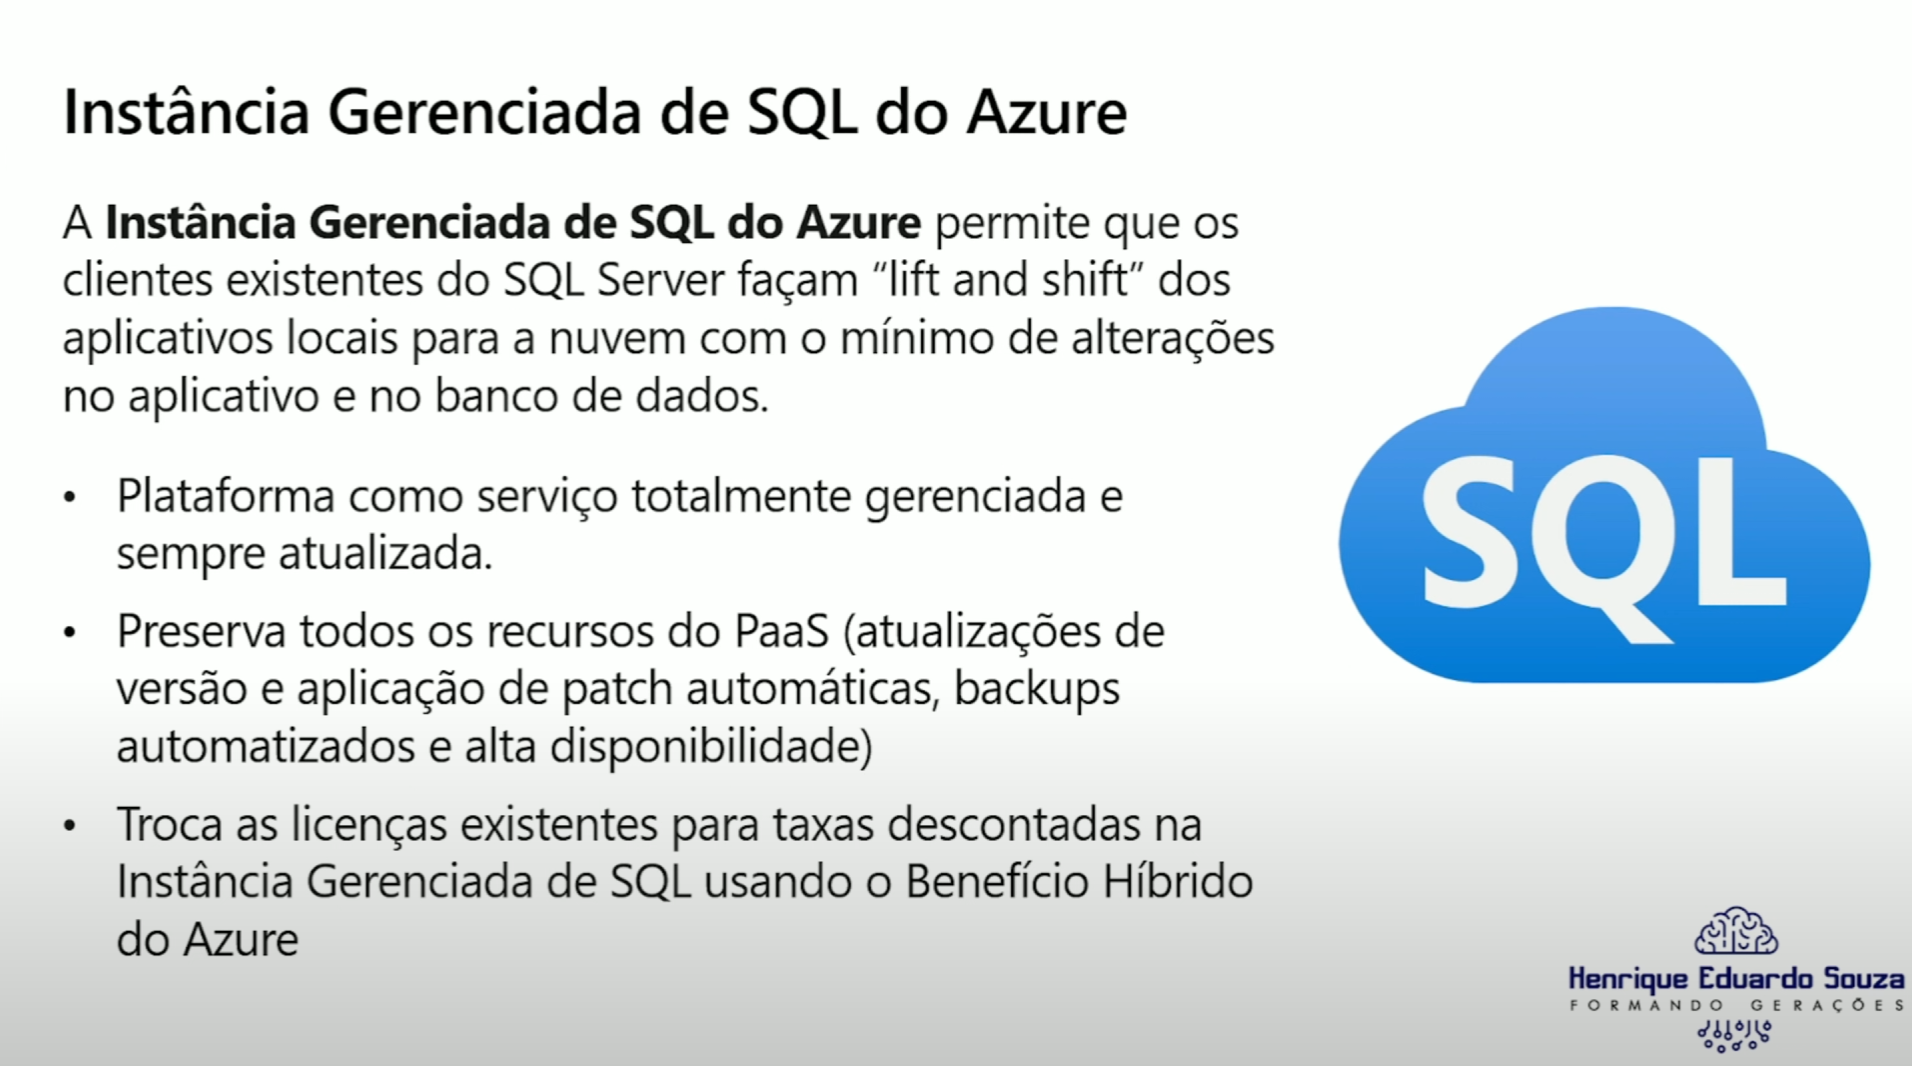 Instância Gerenciada de SQL do Azure
A Instância Gerenciada de SQL do Azure permite que os
clientes existentes do SQL Server façam “lift and shift” dos
aplicativos locais para a nuvem com o mínimo de alterações
no aplicativo e no banco de dados.
• Plataforma como serviço totalmente gerenciada e
sempre atualizada.
• Preserva todos os recursos do PaaS (atualizações de
versão e aplicação de patch automáticas, backups
automatizados e alta disponibilidade)
• Troca as licenças existentes para taxas descontadas na
Instância Gerenciada de SQL usando o Benefício Híbrido
do Azure
SQL
Henrique Eduardo Souza
FORMANDO GERAÇÕES